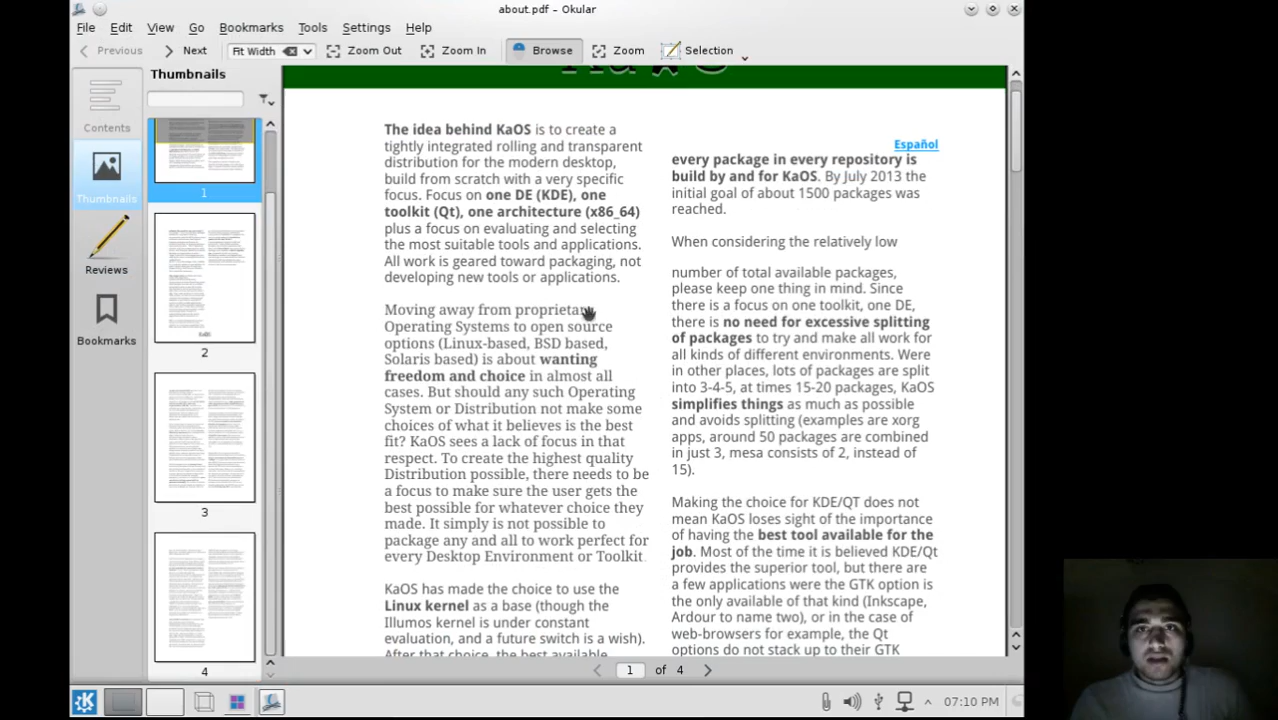 about.pdf - Okular
File Edit View Go Bookmarks Tools Settings Help
Previous Next Fit Width Zoom Out Zoom In Browse Zoom Selection
Contents
Thumbnails
Reviews
Bookmarks
Thumbnails
1
2
3
4
The idea behind KaOS is to create a
tightly integrated rolling and transparent
distribution for the modern desktop,
build from scratch with a very specific
focus. Focus on one DE (KDE), one
toolkit (Qt), one architecture (x86_64)
plus a focus on evaluating and selecting
the most suitable tools and applications.
All work is geared toward packaging, not
developing new tools or applications.
Moving away from proprietary
Operating Systems to open source
options (Linux-based, BSD based,
Solaris based) is about wanting
freedom and choice in almost all
cases. But should any such Operating
System or Distribution not make some
choices of what it believes is the best
fit? KaOS sees a lack of focus in that
respect. To create the highest quality
Distribution possible, there needs to be
a focus to make sure the user gets the
best possible for whatever choice they
made. It simply is not possible to
package any and all to work perfect for
every Desktop Environment or Toolkit
KaOS has made the choice to use the
Linux kernel as a base (though the
Illumos kernel is under constant
evaluation, and a future switch is a wish).
After that choice, the best available
Español
every package in every repository is
build by and for KaOS. By July 2013 the
initial goal of about 1500 packages was
reached.
When considering the relatively low
number of total available packages,
please keep one thing in mind. Since
there is a focus on one toolkit, one DE,
there is no need for excessive splitting
of packages to try and make all work for
all kinds of different environments. Were
in other places, lots of packages are split
into 3-4-5, at times 15-20 packages, KaOS
simplifies things as much as possible
and avoids splitting (examples are xorg
apps, around 50 packages are combined
in just 3, mesa consists of 2, instead of
15).
Making the choice for KDE/QT does not
mean KaOS loses sight of the importance
of having the best tool available for the
job. Most of the time it is believed KDE/Qt
provides the superior tool, but there are
a few applications were the GTK option is
the only available of that kind (Inkscape,
Ardour to name two), or in the case of
web-browsers for example, the Qt
options do not stack up to their GTK
1 of 4
07:10 PM